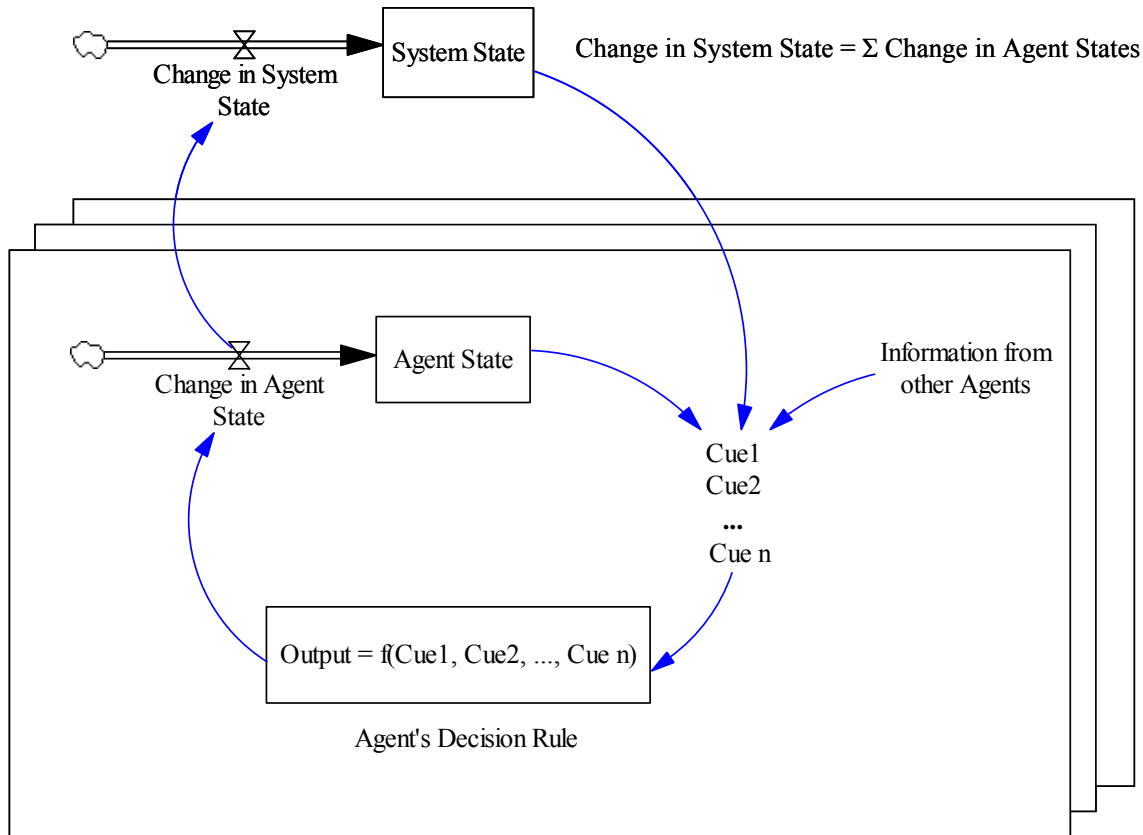 System State
Change in System State = Σ Change in Agent States
Change in System
State
Agent State
Change in Agent
State
Information from
other Agents
Cue1
Cue2
...
Cue n
Output = f(Cue1, Cue2, ..., Cue n)
Agent's Decision Rule